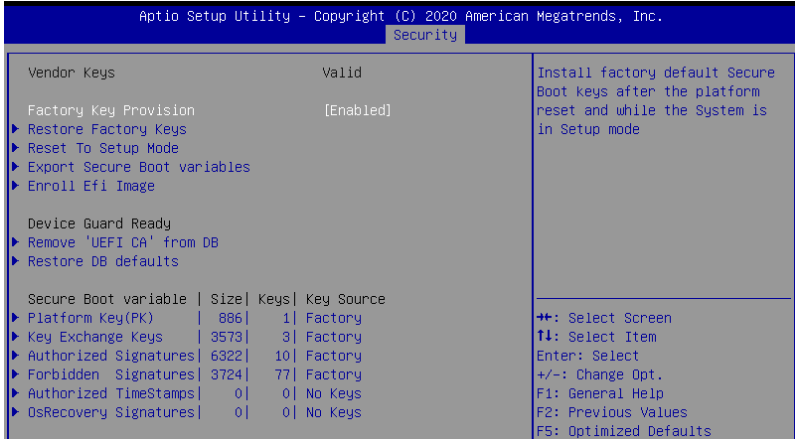 Aptio Setup Utility – Copyright (C) 2020 American Megatrends, Inc.
Security
Vendor Keys Valid
Factory Key Provision [Enabled]
Restore Factory Keys
Reset To Setup Mode
Export Secure Boot variables
Enroll Efi Image
Device Guard Ready
Remove 'UEFI CA' from DB
Restore DB defaults
Secure Boot variable | Size| Keys| Key Source
Platform Key(PK) | 886| 1| Factory
Key Exchange Keys | 3573| 3| Factory
Authorized Signatures| 6322| 10| Factory
Forbidden Signatures| 3724| 77| Factory
Authorized TimeStamps| 0| 0| No Keys
OsRecovery Signatures| 0| 0| No Keys
Install factory default Secure
Boot keys after the platform
reset and while the System is
in Setup mode
→←: Select Screen
↑↓: Select Item
Enter: Select
+/-: Change Opt.
F1: General Help
F2: Previous Values
F5: Optimized Defaults